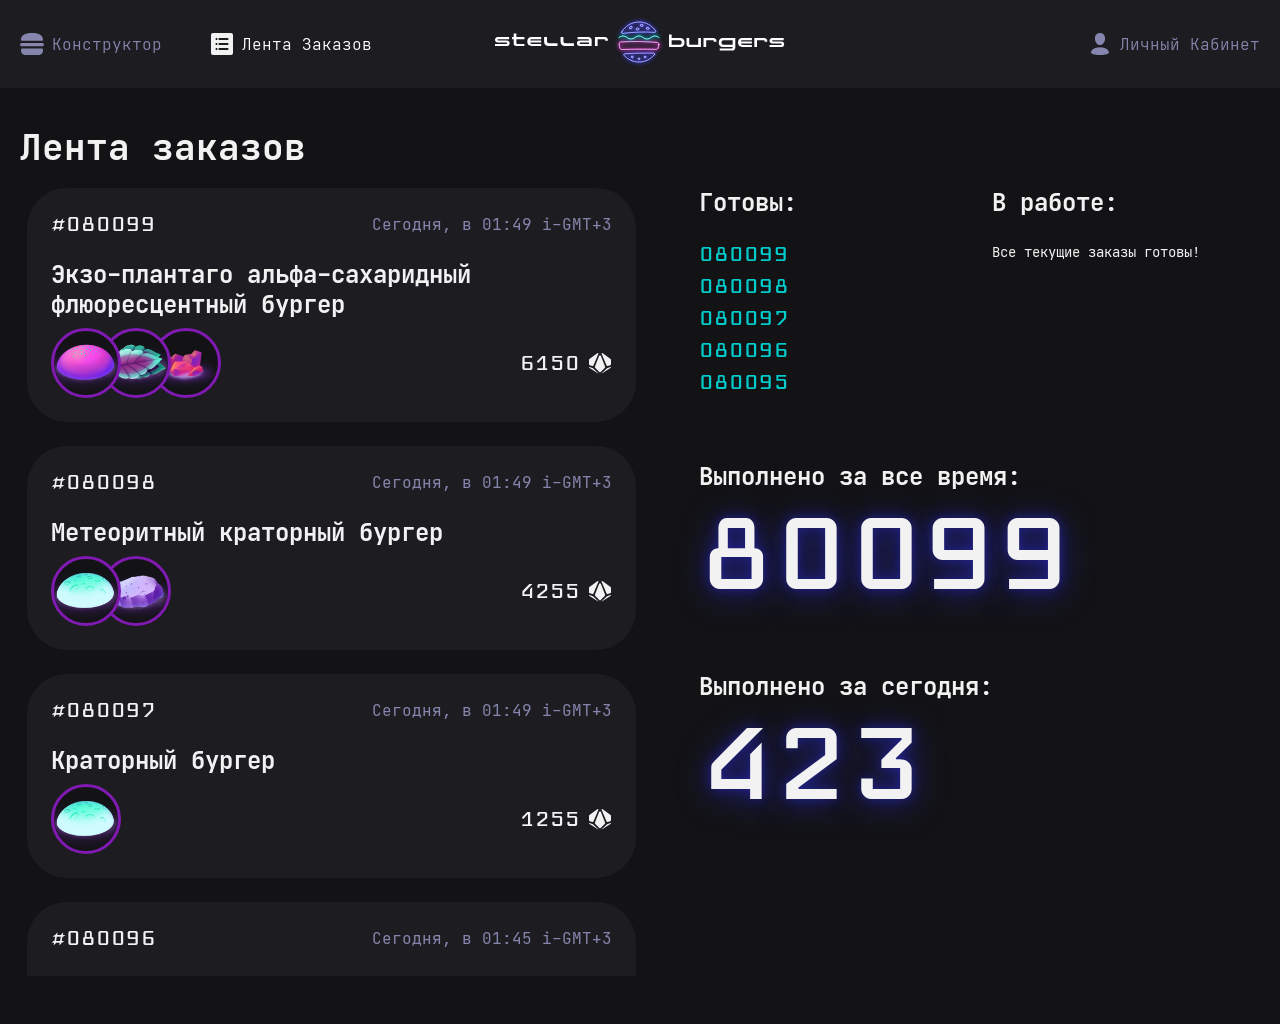 Конструктор
Лента Заказов
stellar burgers
Личный Кабинет
Лента заказов
#080099
Сегодня, в 01:49 i-GMT+3
Экзо-плантаго альфа-сахаридный
флюоресцентный бургер
6150
#080098
Сегодня, в 01:49 i-GMT+3
Метеоритный краторный бургер
4255
#080097
Сегодня, в 01:49 i-GMT+3
Краторный бургер
1255
#080096
Сегодня, в 01:45 i-GMT+3
Готовы:
080099
080098
080097
080096
080095
В работе:
Все текущие заказы готовы!
Выполнено за все время:
80099
Выполнено за сегодня:
423